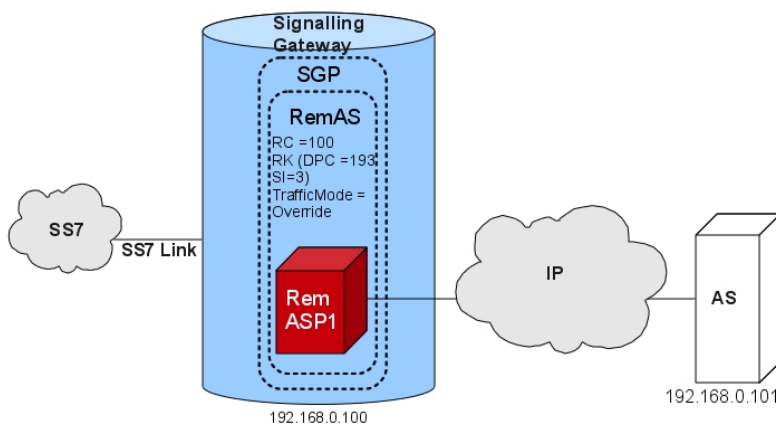 Signalling
Gateway
SGP
RemAS
RC =100
RK (DPC =193
SI=3)
TrafficMode =
Override
SS7
SS7 Link
Rem
ASP1
IP
AS
192.168.0.101
192.168.0.100